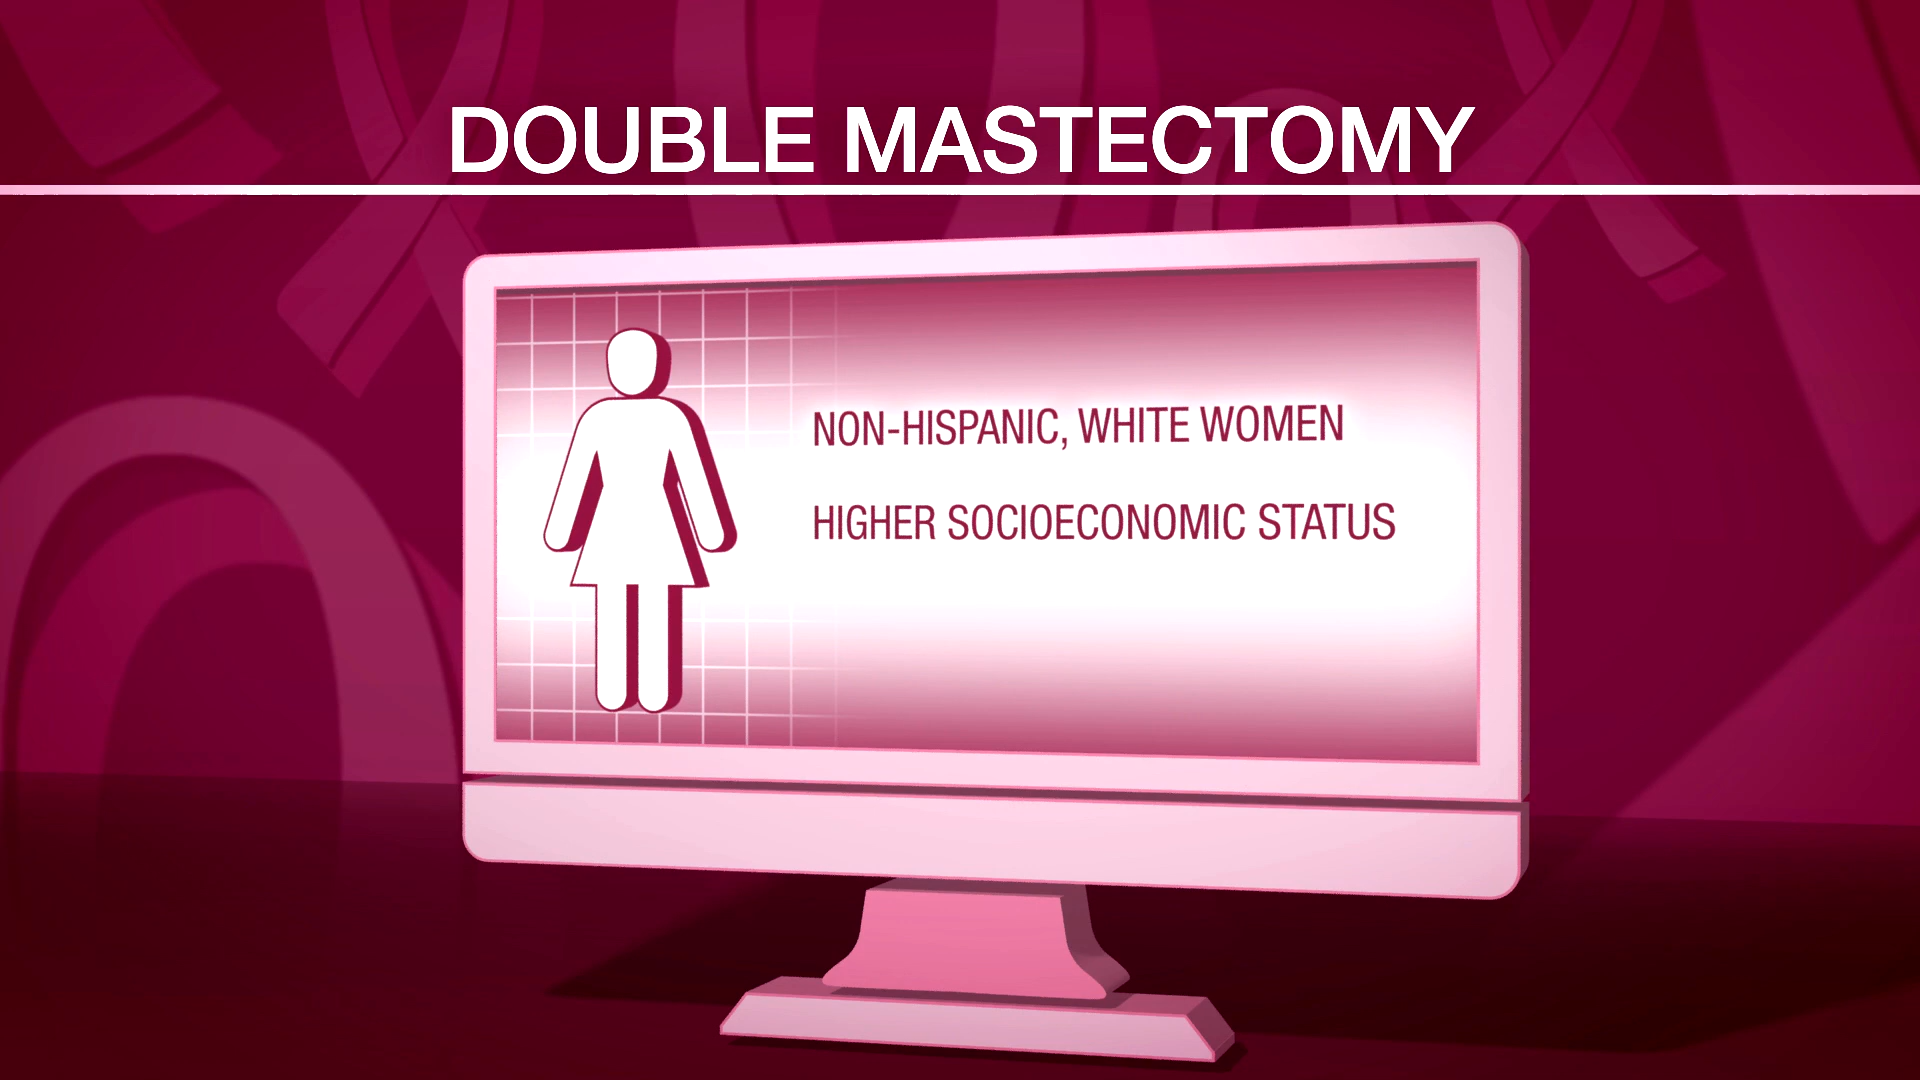 DOUBLE MASTECTOMY
NON-HISPANIC, WHITE WOMEN
HIGHER SOCIOECONOMIC STATUS